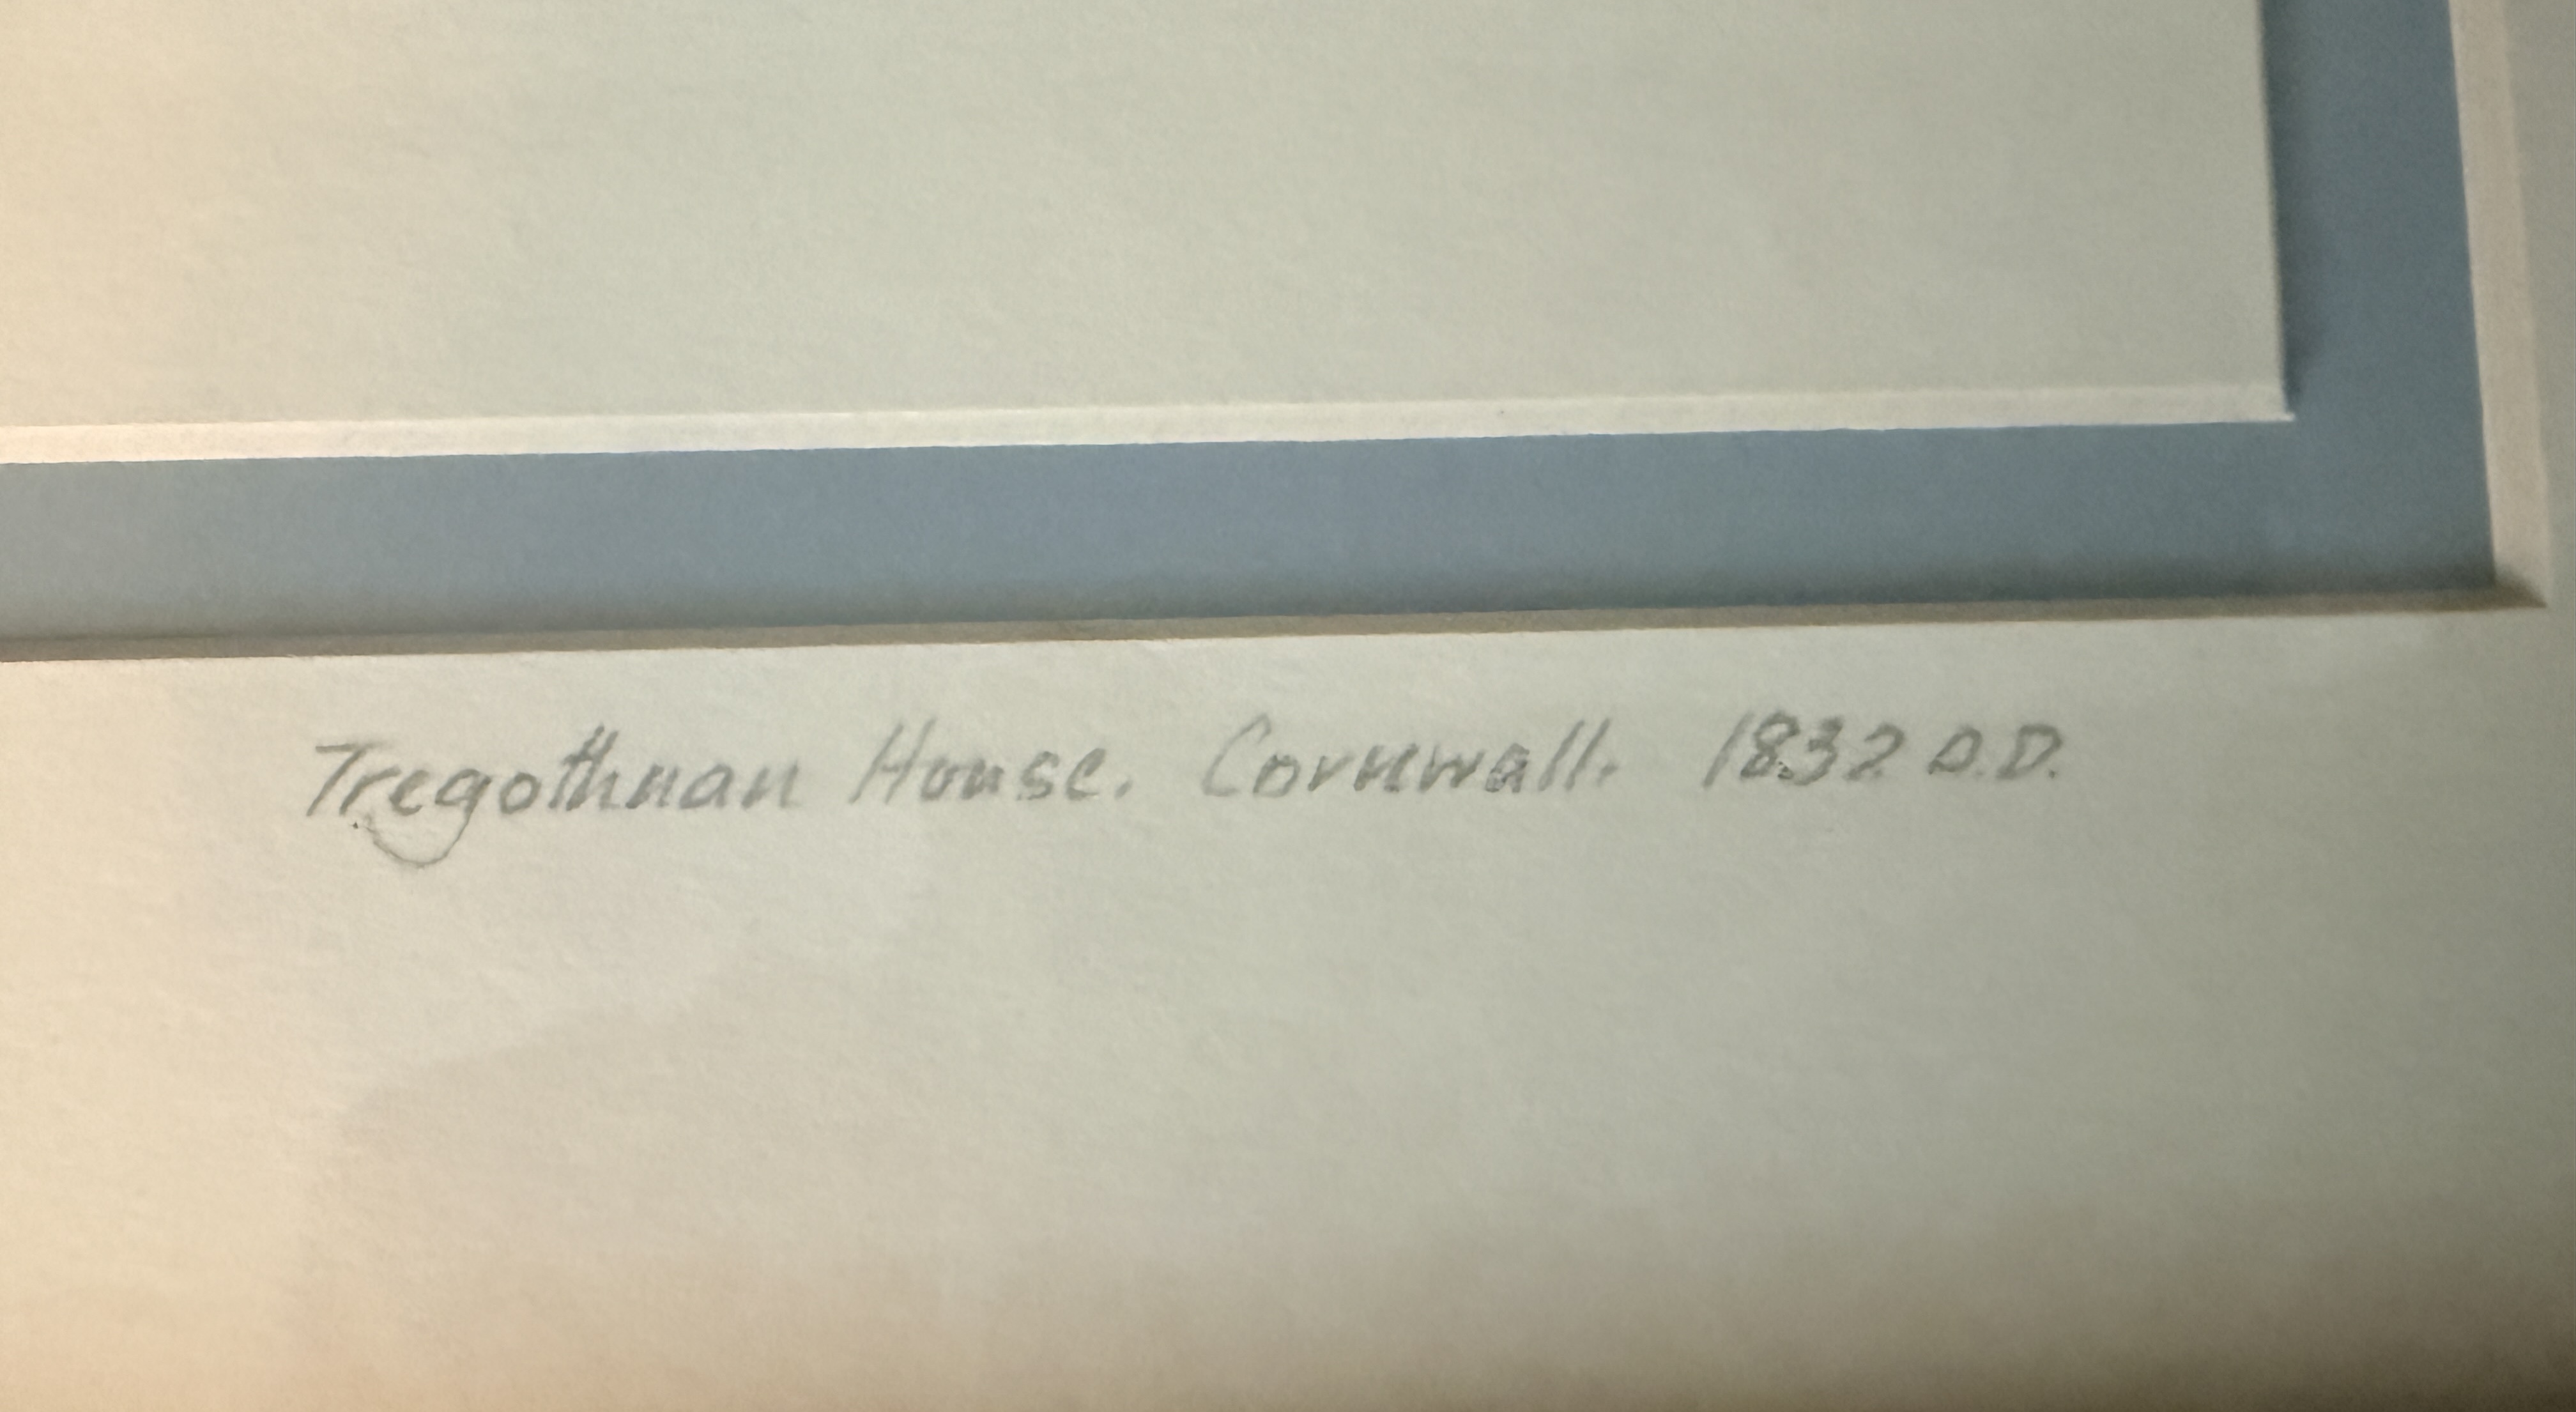 Tregothnan House. Cornwall. 1832 A.D.